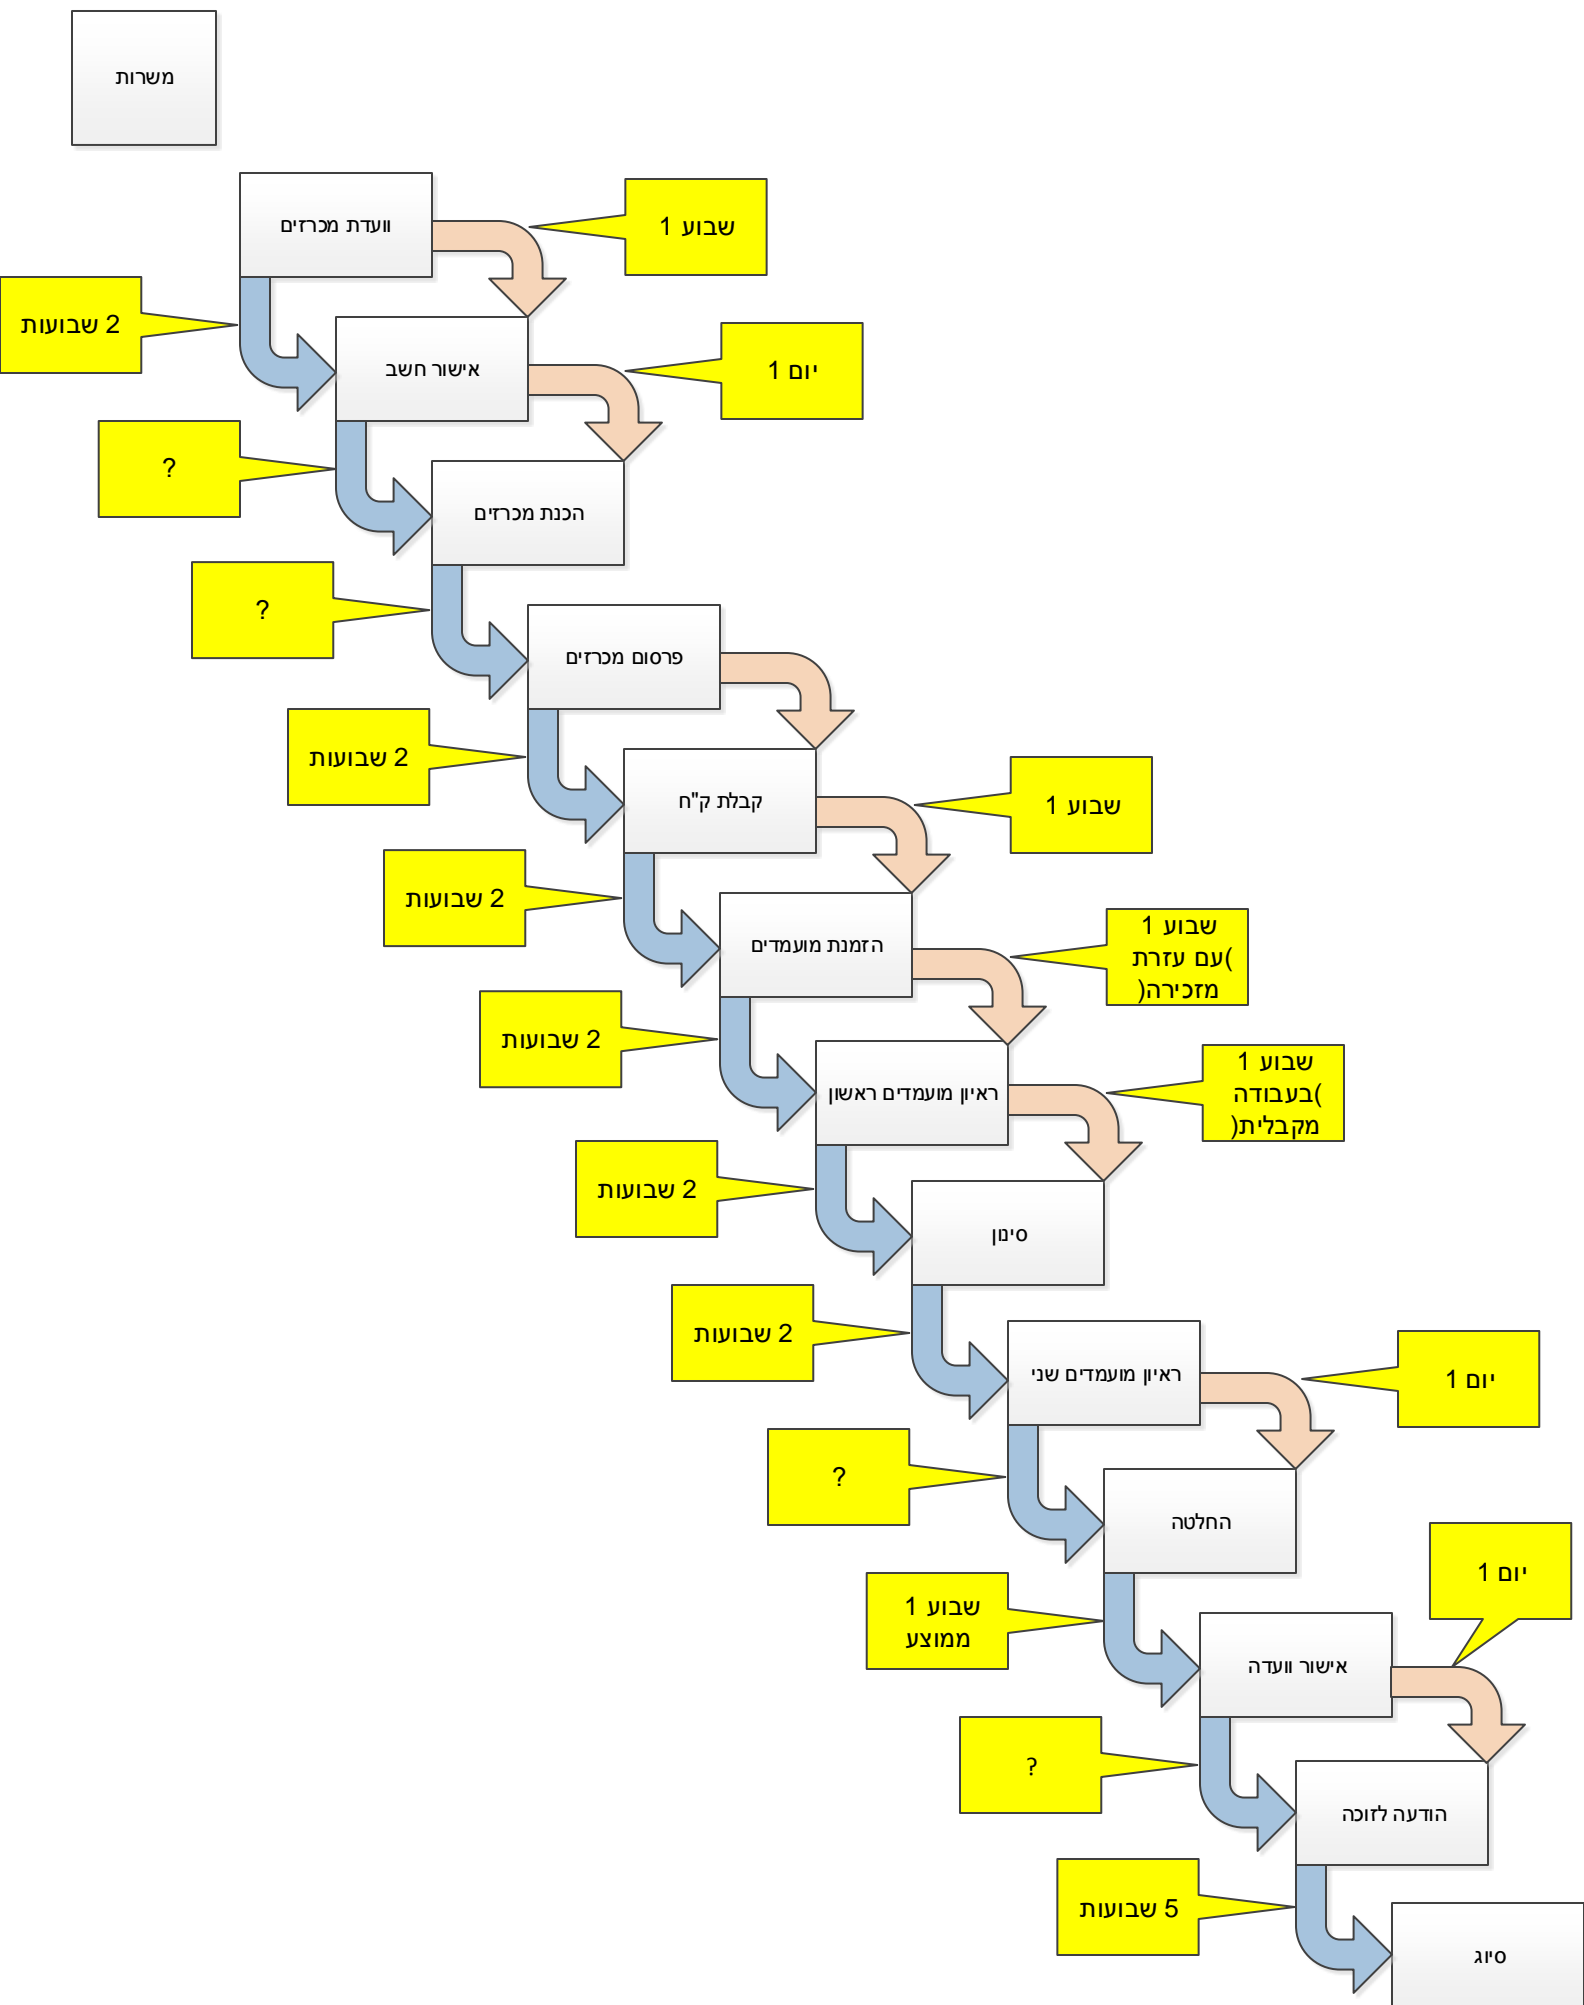 משרות
וועדת מכרזים
שבוע 1
2 שבועות
אישור חשב
יום 1
?
הכנת מכרזים
?
פרסום מכרזים
2 שבועות
קבלת ק"ח
שבוע 1
2 שבועות
הזמנת מועמדים
שבוע 1
(עם עזרת
מזכירה)
2 שבועות
ראיון מועמדים ראשון
שבוע 1
(בעבודה
מקבלית)
2 שבועות
סינון
2 שבועות
ראיון מועמדים שני
יום 1
?
החלטה
יום 1
שבוע 1
ממוצע
אישור וועדה
?
הודעה לזוכה
5 שבועות
סיוג